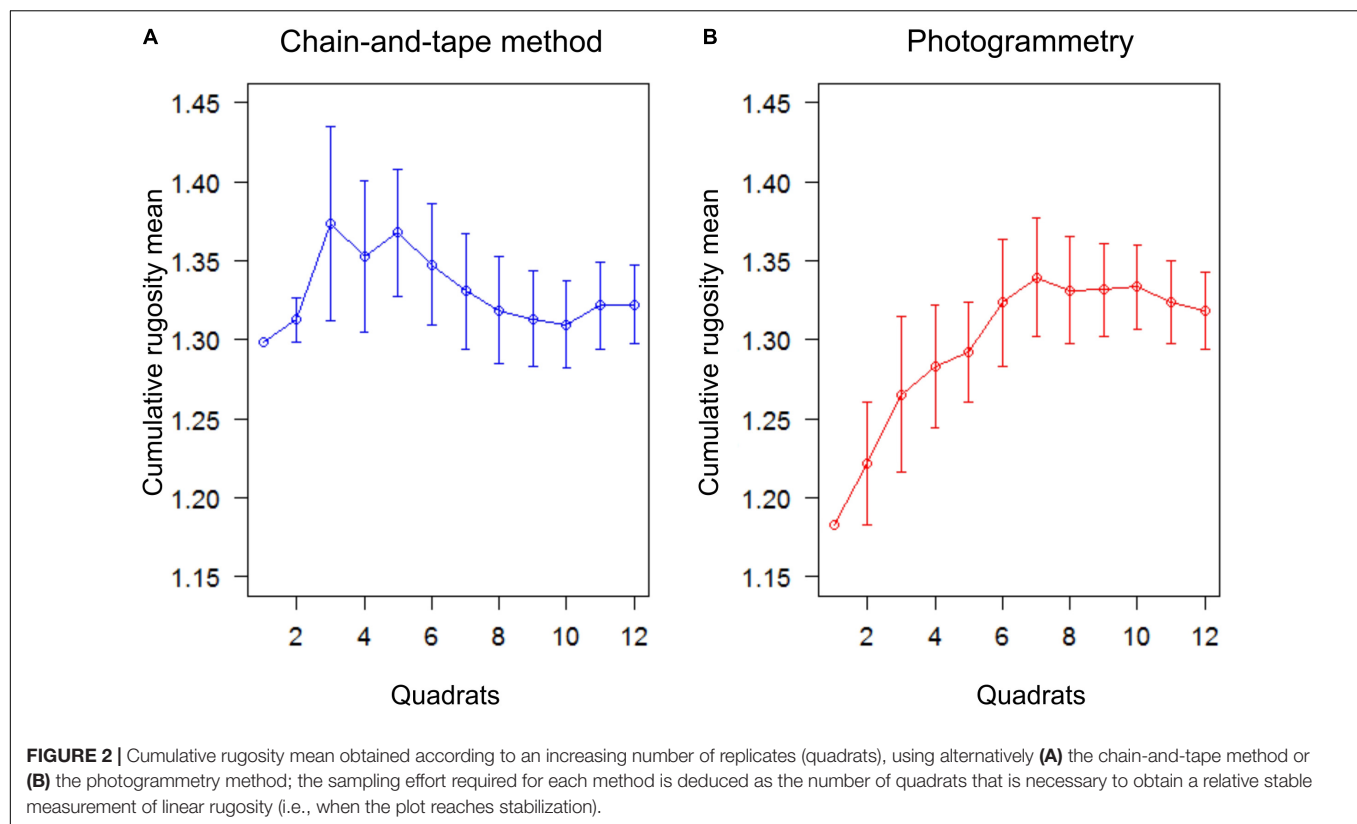 A Chain-and-tape method
B Photogrammetry
Cumulative rugosity mean
1.45
1.40
1.35
1.30
1.25
1.20
1.15
2 4 6 8 10 12
Quadrats
Cumulative rugosity mean
1.45
1.40
1.35
1.30
1.25
1.20
1.15
2 4 6 8 10 12
Quadrats
FIGURE 2 | Cumulative rugosity mean obtained according to an increasing number of replicates (quadrats), using alternatively (A) the chain-and-tape method or
(B) the photogrammetry method; the sampling effort required for each method is deduced as the number of quadrats that is necessary to obtain a relative stable
measurement of linear rugosity (i.e., when the plot reaches stabilization).